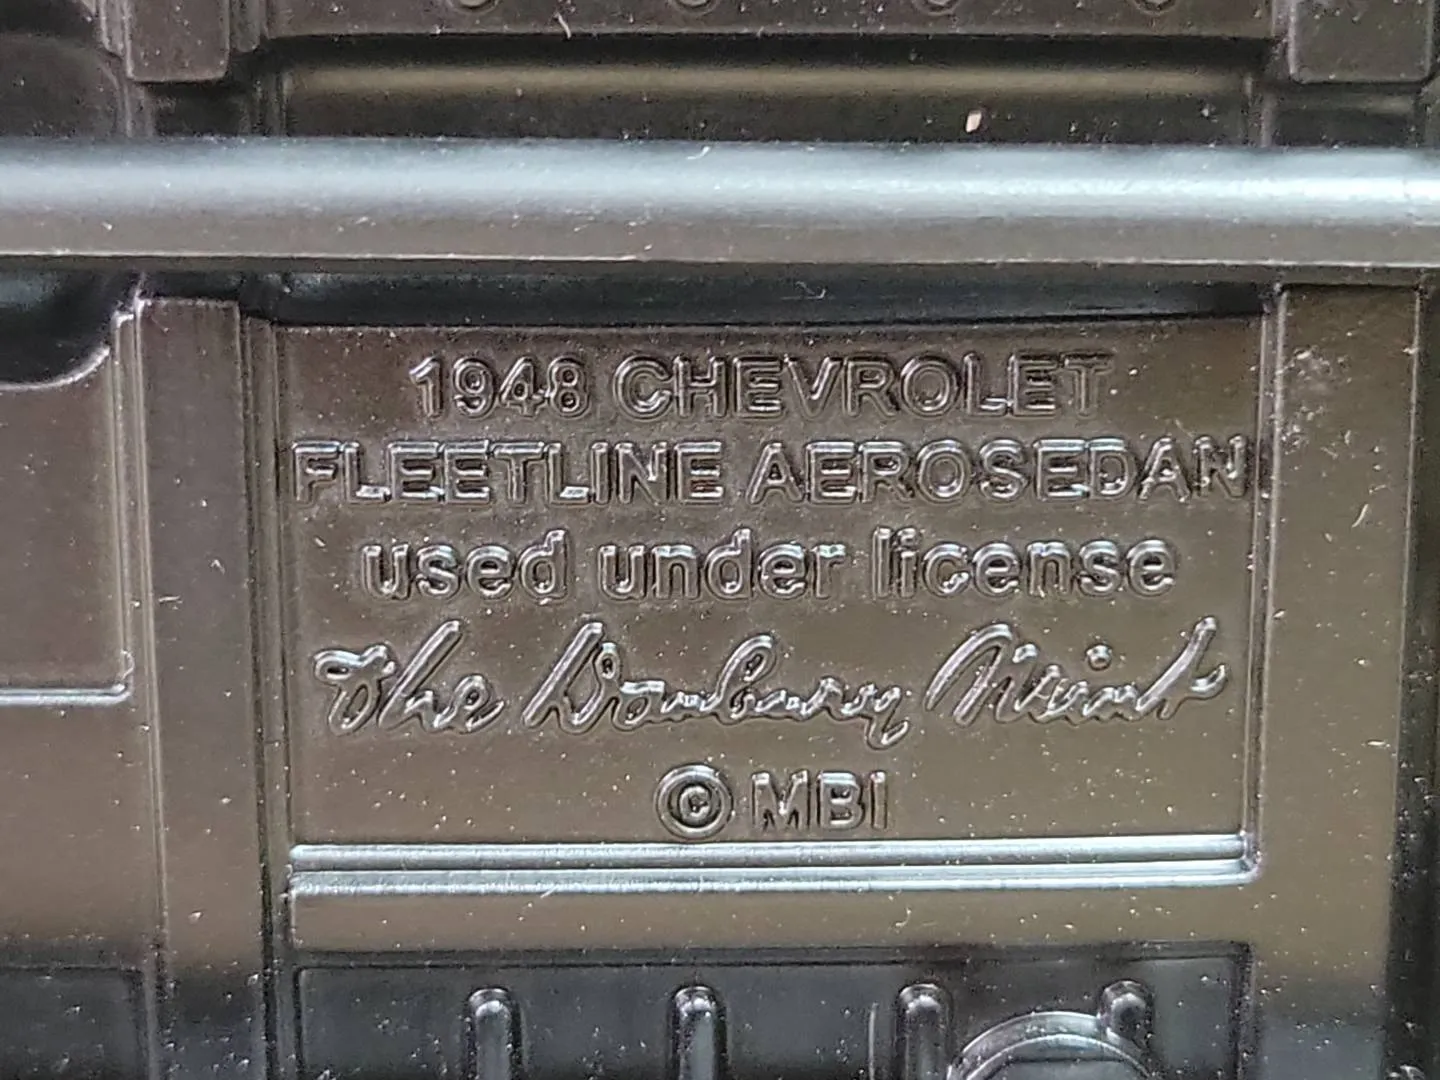 1948 CHEVROLET
FLEETLINE AEROSEDAN
used under license
The Danbury Mint
© MBI